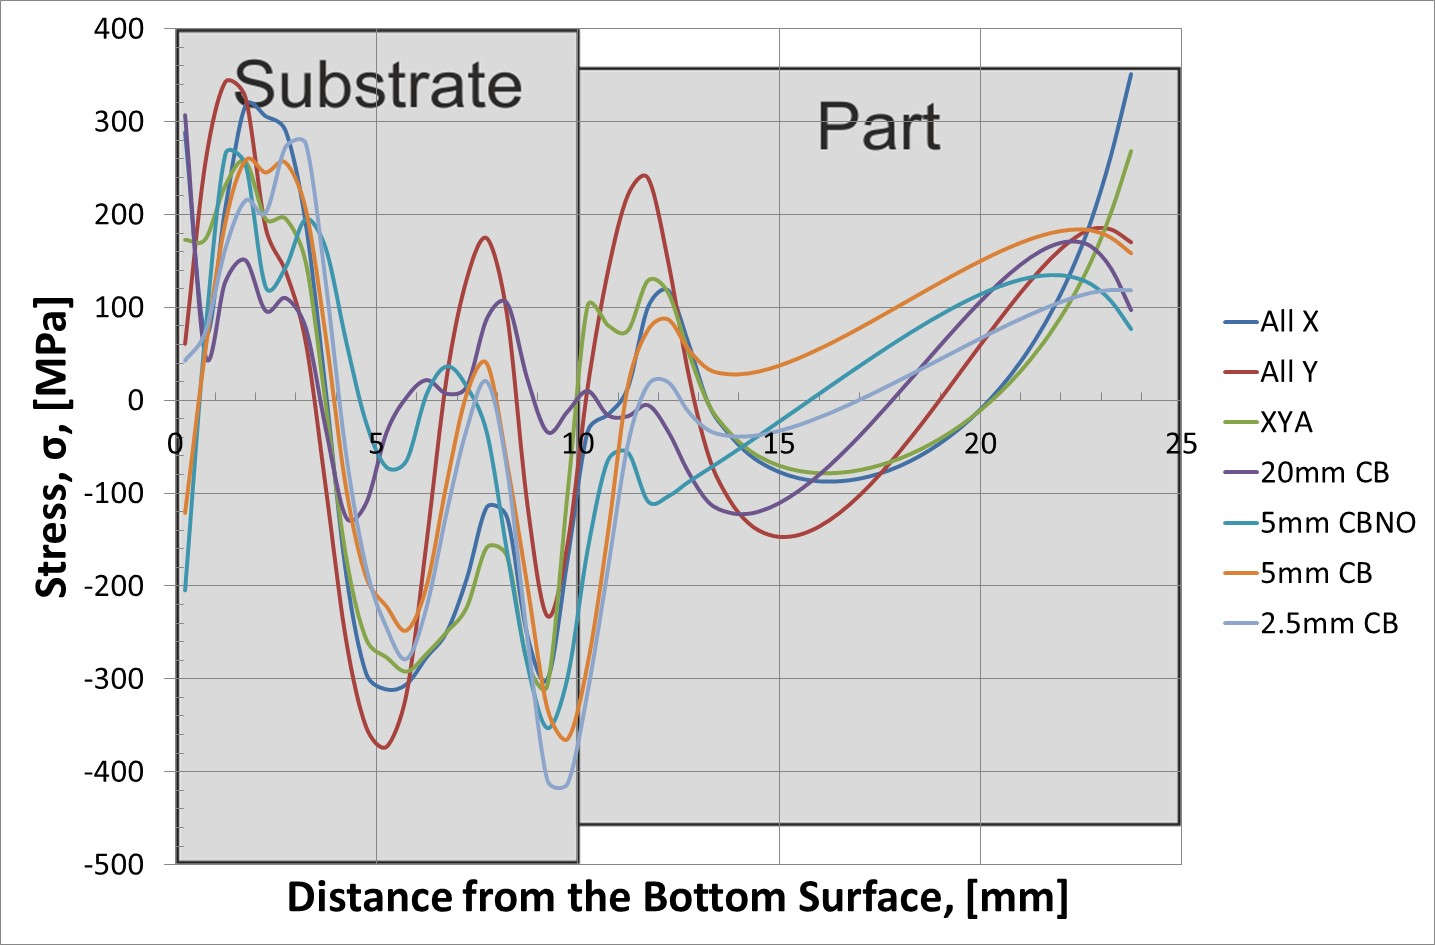 400
300
200
100
0
-100
-200
-300
-400
-500
Stress, σ, [MPa]
Substrate
Part
0 5 10 15 20 25
Distance from the Bottom Surface, [mm]
All X
All Y
XYA
20mm CB
5mm CBNO
5mm CB
2.5mm CB